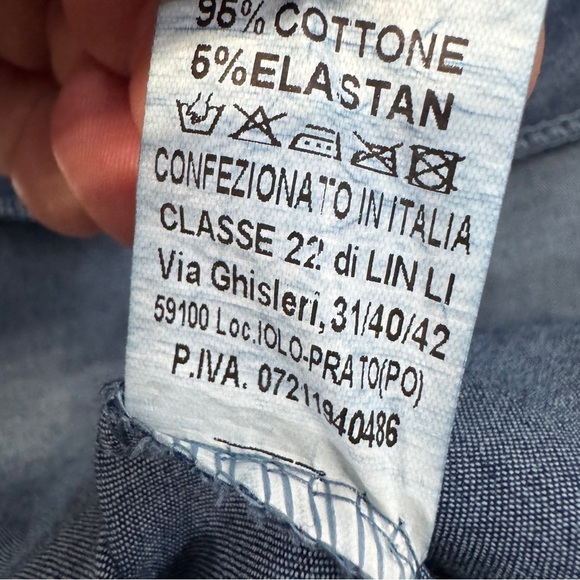 95% COTTONE
5%ELASTAN
CONFEZIONATO IN ITALIA
CLASSE 22 di LIN LI
Via Ghisleri, 31/40/42
59100 Loc.IOLO-PRATO(PO)
P.IVA. 07211940486